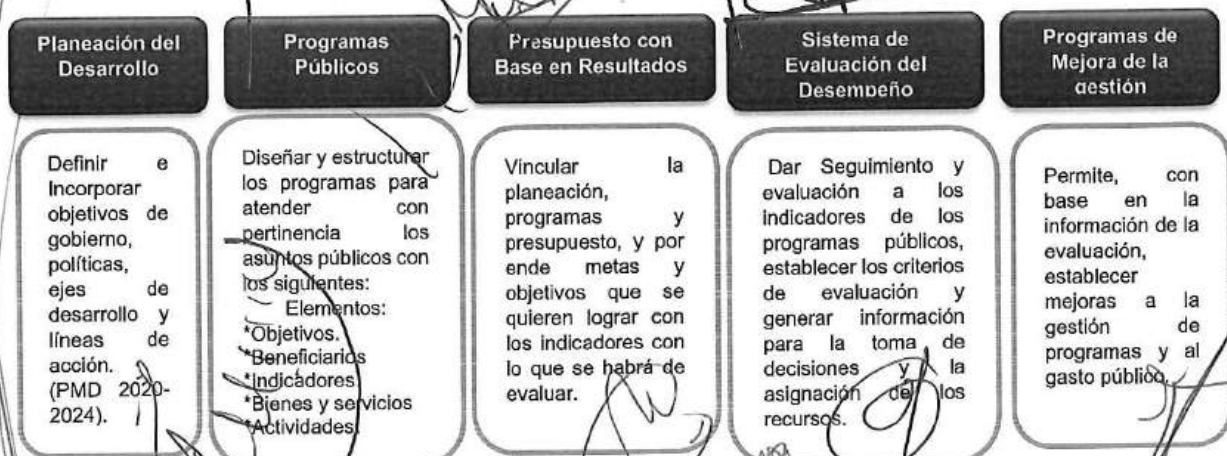 Planeación del
Desarrollo
Programas
Públicos
Presupuesto con
Base en Resultados
Sistema de
Evaluación del
Desempeño
Programas de
Mejora de la
gestión
Definir e
Incorporar
objetivos de
gobierno,
políticas,
ejes de
desarrollo y
líneas de
acción.
(PMD 2020-
2024).
Diseñar y estructurar
los programas para
atender con
pertinencia los
asuntos públicos con
los siguientes:
Elementos:
*Objetivos.
*Beneficiarios
*Indicadores.
*Bienes y servicios
*Actividades.
Vincular la
planeación,
programas y
presupuesto, y por
ende metas y
objetivos que se
quieren lograr con
los indicadores con
lo que se habrá de
evaluar.
Dar Seguimiento y
evaluación a los
indicadores de los
programas públicos,
establecer los criterios
de evaluación y
generar información
para la toma de
decisiones y la
asignación de los
recursos.
Permite, con
base en la
información de la
evaluación,
establecer
mejoras a la
gestión de
programas y al
gasto público.